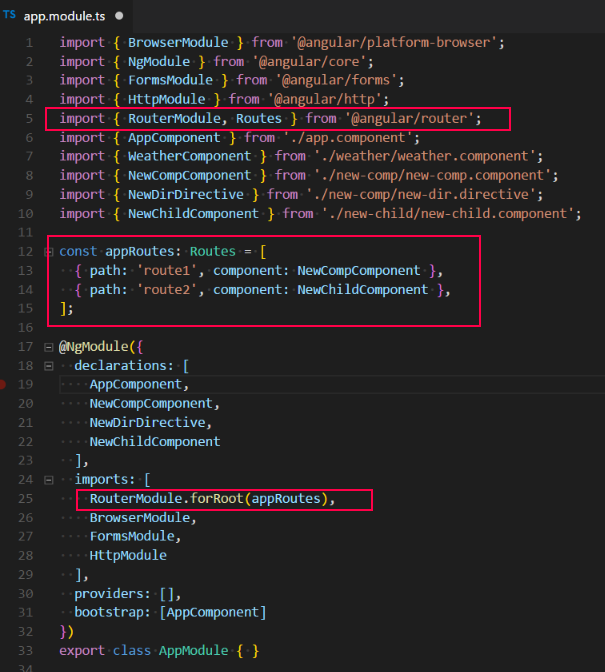 TS app.module.ts
1 import { BrowserModule } from '@angular/platform-browser';
2 import { NgModule } from '@angular/core';
3 import { FormsModule } from '@angular/forms';
4 import { HttpModule } from '@angular/http';
5 import { RouterModule, Routes } from '@angular/router';
6 import { AppComponent } from './app.component';
7 import { WeatherComponent } from './weather/weather.component';
8 import { NewCompComponent } from './new-comp/new-comp.component';
9 import { NewDirDirective } from './new-comp/new-dir.directive';
10 import { NewChildComponent } from './new-child/new-child.component';
11
12 const appRoutes: Routes = [
13   { path: 'route1', component: NewCompComponent },
14   { path: 'route2', component: NewChildComponent },
15 ];
16
17 @NgModule({
18   declarations: [
19     AppComponent,
20     NewCompComponent,
21     NewDirDirective,
22     NewChildComponent
23   ],
24   imports: [
25     RouterModule.forRoot(appRoutes),
26     BrowserModule,
27     FormsModule,
28     HttpModule
29   ],
30   providers: [],
31   bootstrap: [AppComponent]
32 })
33 export class AppModule { }
34